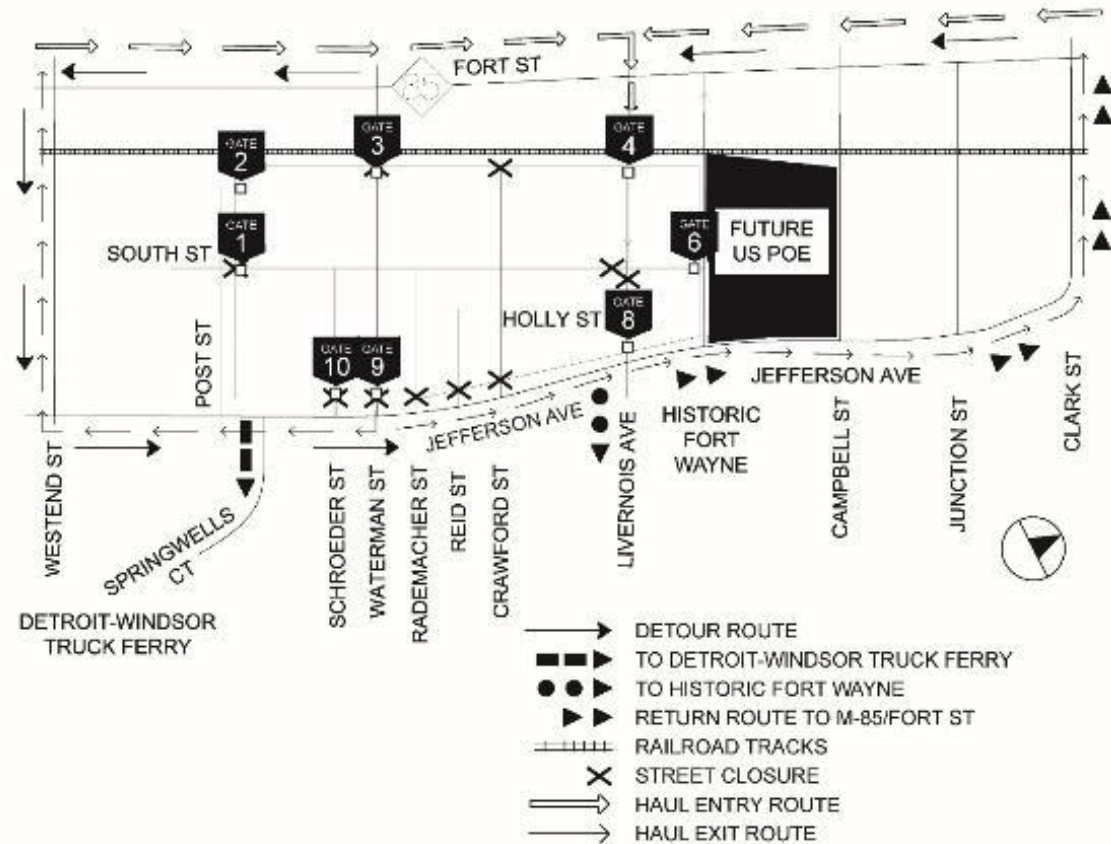 FORT ST
85
GATE
2
GATE
3
GATE
4
GATE
1
GATE
6
FUTURE
US POE
SOUTH ST
HOLLY ST
GATE
8
POST ST
GATE
10
GATE
9
JEFFERSON AVE
JEFFERSON AVE
HISTORIC
FORT
WAYNE
WESTEND ST
SPRINGWELLS
CT
SCHROEDER ST
WATERMAN ST
RADEMACHER ST
REID ST
CRAWFORD ST
LIVERNOIS AVE
CAMPBELL ST
JUNCTION ST
CLARK ST
DETROIT-WINDSOR
TRUCK FERRY
DETOUR ROUTE
TO DETROIT-WINDSOR TRUCK FERRY
TO HISTORIC FORT WAYNE
RETURN ROUTE TO M-85/FORT ST
RAILROAD TRACKS
STREET CLOSURE
HAUL ENTRY ROUTE
HAUL EXIT ROUTE